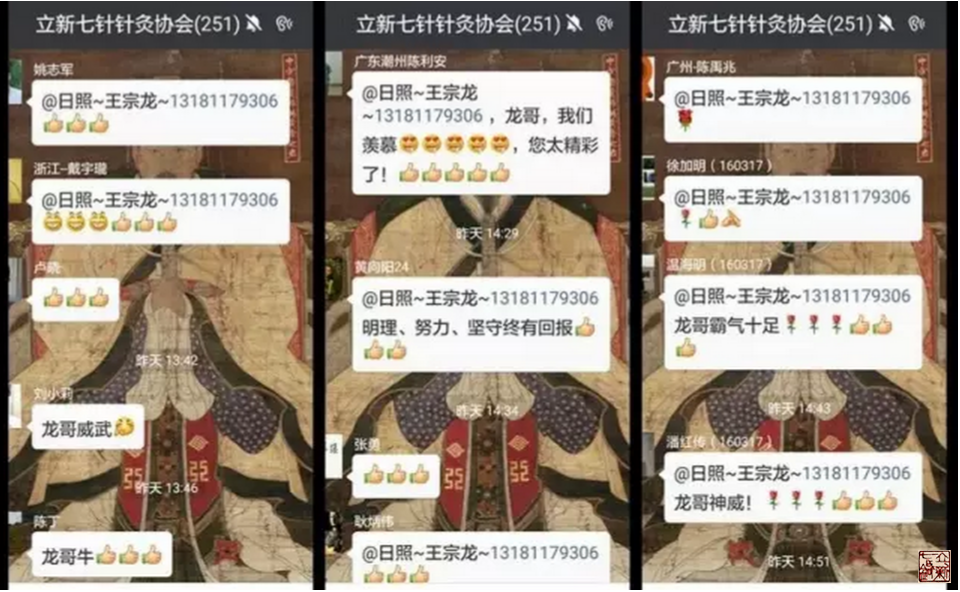 立新七针针灸协会(251)
姚志军
@日照~王宗龙~13181179306
👍👍👍
浙江–戴宇瓏
@日照~王宗龙~13181179306
😆😆😆👍👍👍
卢晓
👍👍👍
昨天 13:42
刘小莉
龙哥威武
昨天 13:46
陈丁
龙哥牛👍👍👍
立新七针针灸协会(251)
广东潮州陈利安
@日照~王宗龙
~13181179306 ，龙哥，我们
羡慕😍😍😍😍😍，您太精彩
了！👍👍👍👍👍
昨天 14:29
黄向阳24
@日照~王宗龙~13181179306
明理、努力、坚守终有回报👍
👍👍
昨天 14:34
张勇
👍👍👍
耿炳伟
@日照~王宗龙~13181179306
👍👍👍
立新七针针灸协会(251)
广州-陈禹兆
@日照~王宗龙~13181179306
🌹
徐加明（160317）
@日照~王宗龙~13181179306
🌹👍🙏
温海明（160317）
@日照~王宗龙~13181179306
龙哥霸气十足🌹🌹🌹👍👍
👍
昨天 14:43
潘红传（160317）
@日照~王宗龙~13181179306
龙哥神威！🌹🌹🌹👍👍👍
昨天 14:51